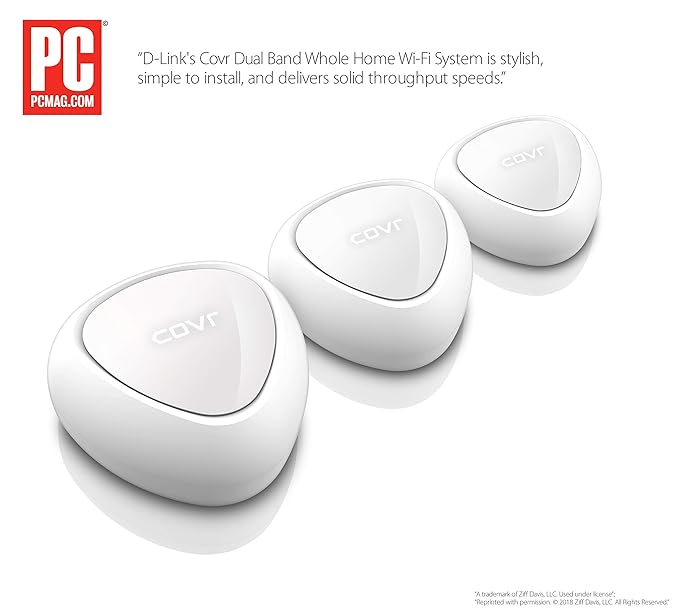 PC
©
PCMAG.COM
“D-Link's Covr Dual Band Whole Home Wi-Fi System is stylish,
simple to install, and delivers solid throughput speeds.”
covr
covr
covr
"A trademark of Ziff Davis, LLC. Used under license";
"Reprinted with permission. © 2018 Ziff Davis, LLC. All Rights Reserved."